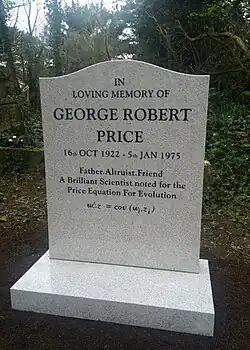 IN
LOVING MEMORY OF
GEORGE ROBERT
PRICE
16th OCT 1922 - 5th JAN 1975
Father.Altruist.Friend
A Brilliant Scientist noted for the
Price Equation For Evolution
= cov (wᵢ,zᵢ)